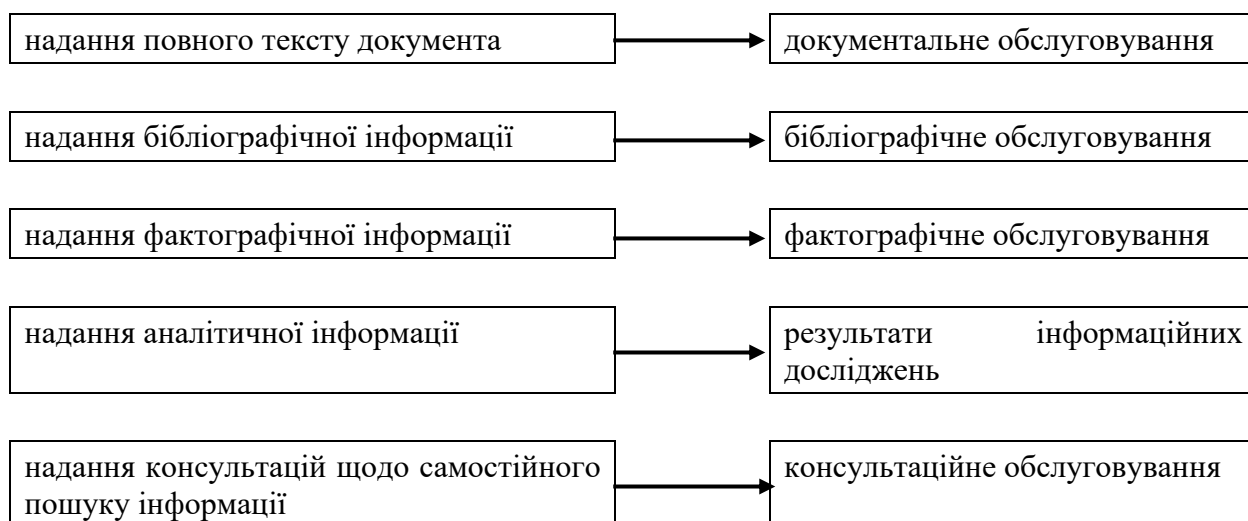 надання повного тексту документа
документальне обслуговування
надання бібліографічної інформації
бібліографічне обслуговування
надання фактографічної інформації
фактографічне обслуговування
надання аналітичної інформації
результати інформаційних
досліджень
надання консультацій щодо самостійного
пошуку інформації
консультаційне обслуговування